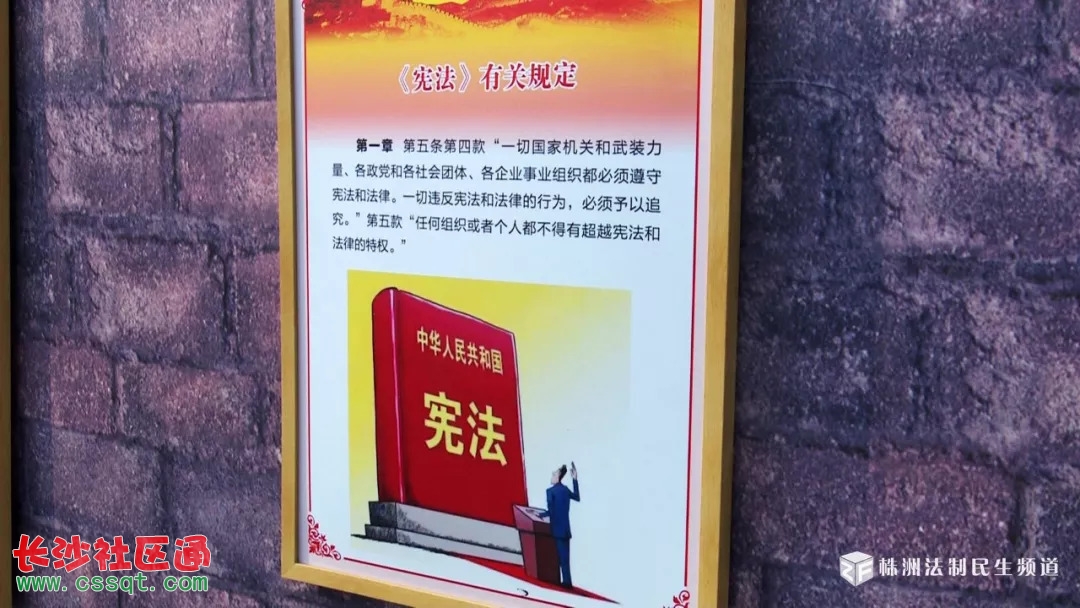 《宪法》有关规定
第一章 第五条第四款“一切国家机关和武装力
量、各政党和各社会团体、各企业事业组织都必须遵守
宪法和法律。一切违反宪法和法律的行为，必须予以追
究。”第五款“任何组织或者个人都不得有超越宪法和
法律的特权。”
中华人民共和国
宪法
长沙社区通
www.cssqt.com
株洲法制民生频道